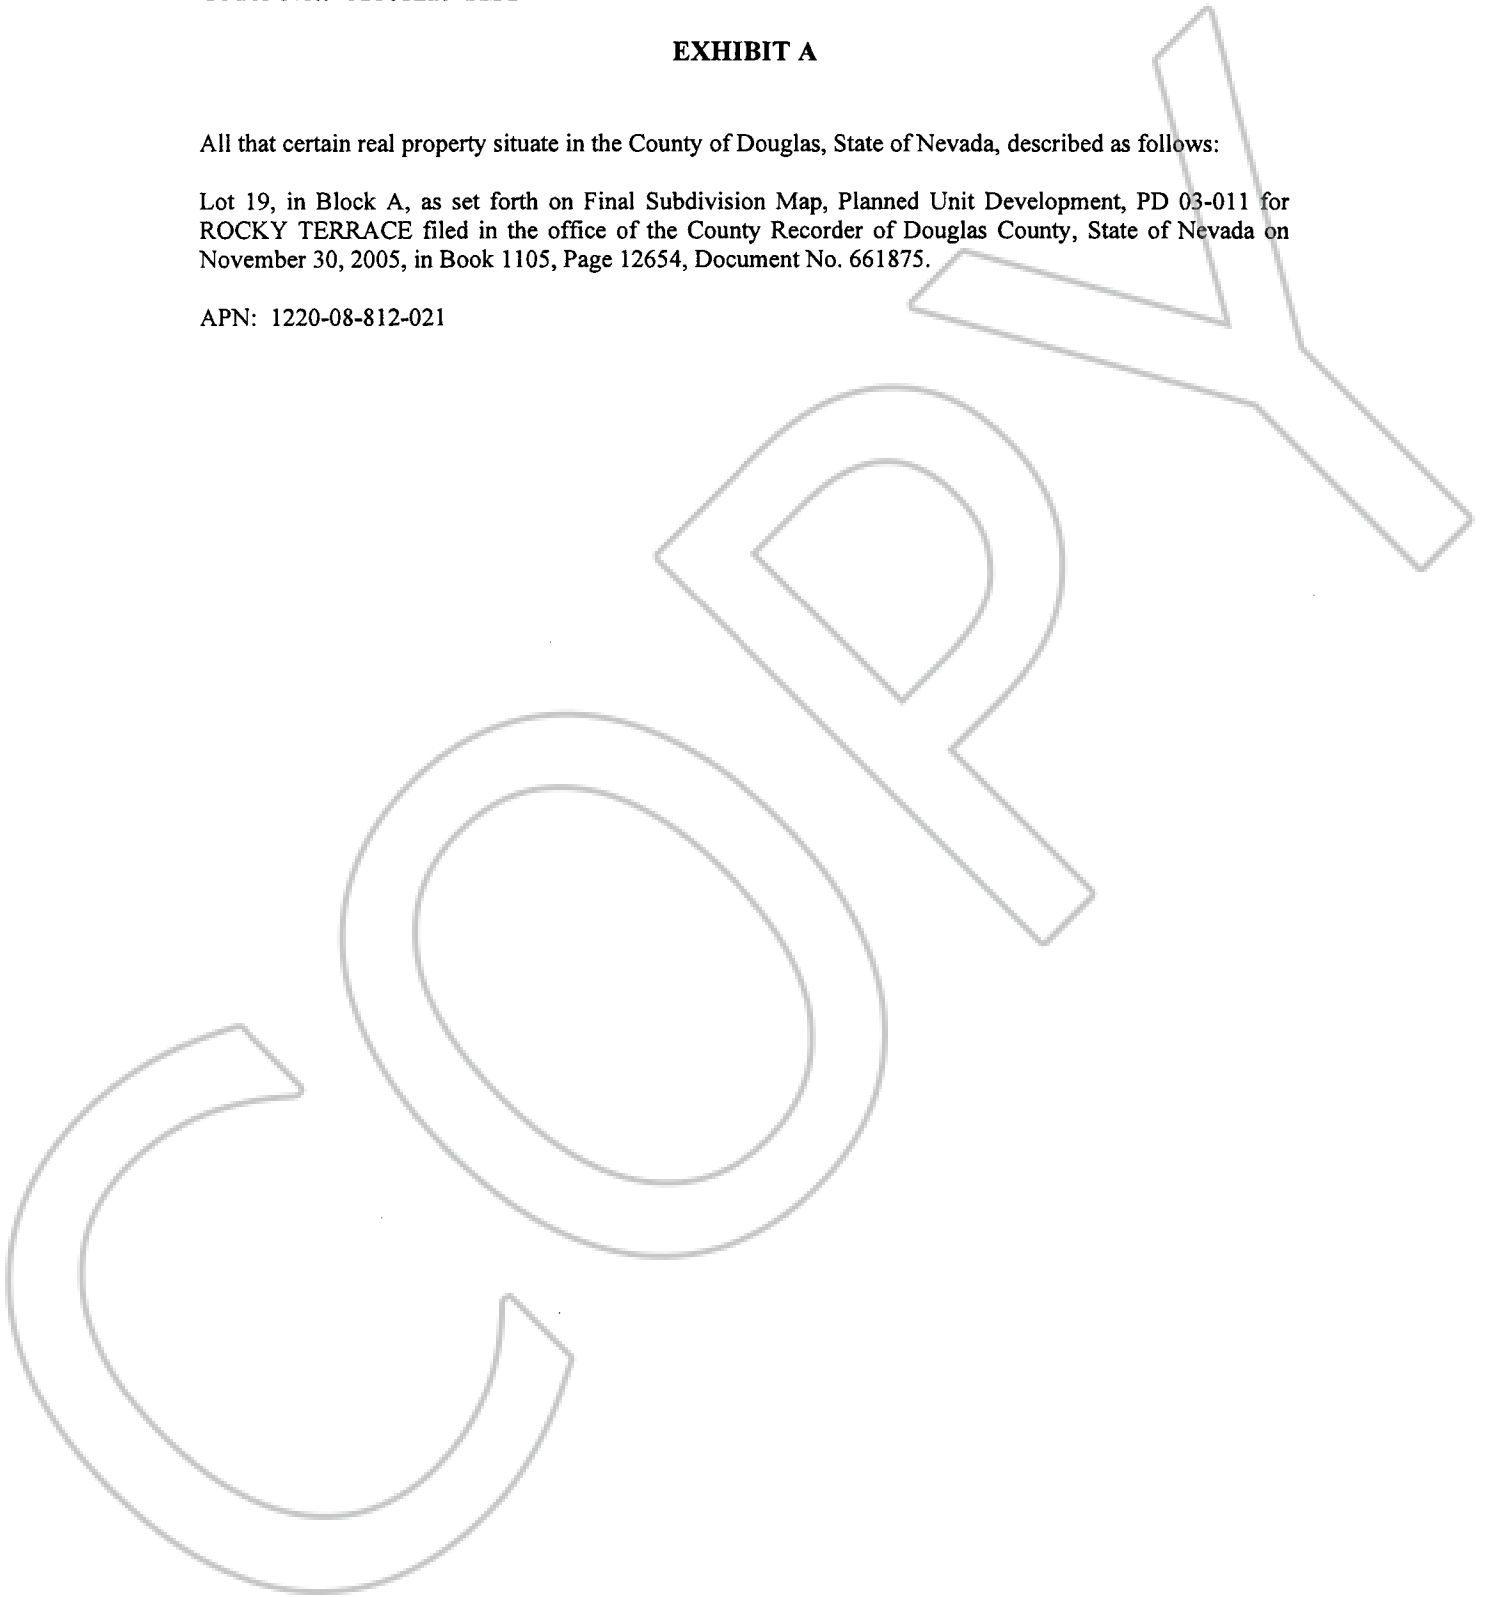 EXHIBIT A
All that certain real property situate in the County of Douglas, State of Nevada, described as follows:
Lot 19, in Block A, as set forth on Final Subdivision Map, Planned Unit Development, PD 03-011 for
ROCKY TERRACE filed in the office of the County Recorder of Douglas County, State of Nevada on
November 30, 2005, in Book 1105, Page 12654, Document No. 661875.
APN: 1220-08-812-021
COPY